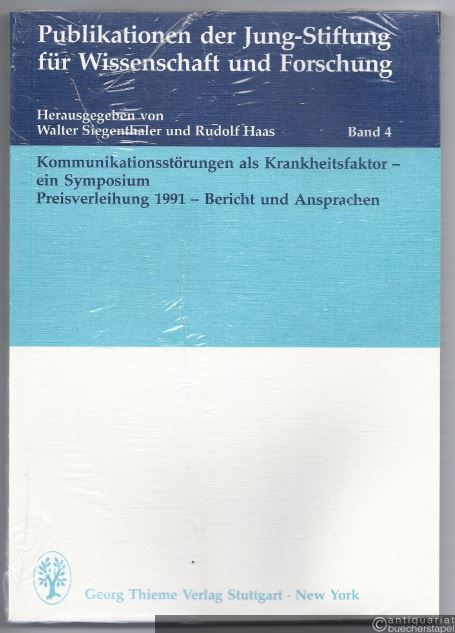 Publikationen der Jung-Stiftung
für Wissenschaft und Forschung
Herausgegeben von
Walter Siegenthaler und Rudolf Haas Band 4
Kommunikationsstörungen als Krankheitsfaktor –
ein Symposium
Preisverleihung 1991 – Bericht und Ansprachen
Georg Thieme Verlag Stuttgart · New York
antiquariat
buecherstapel